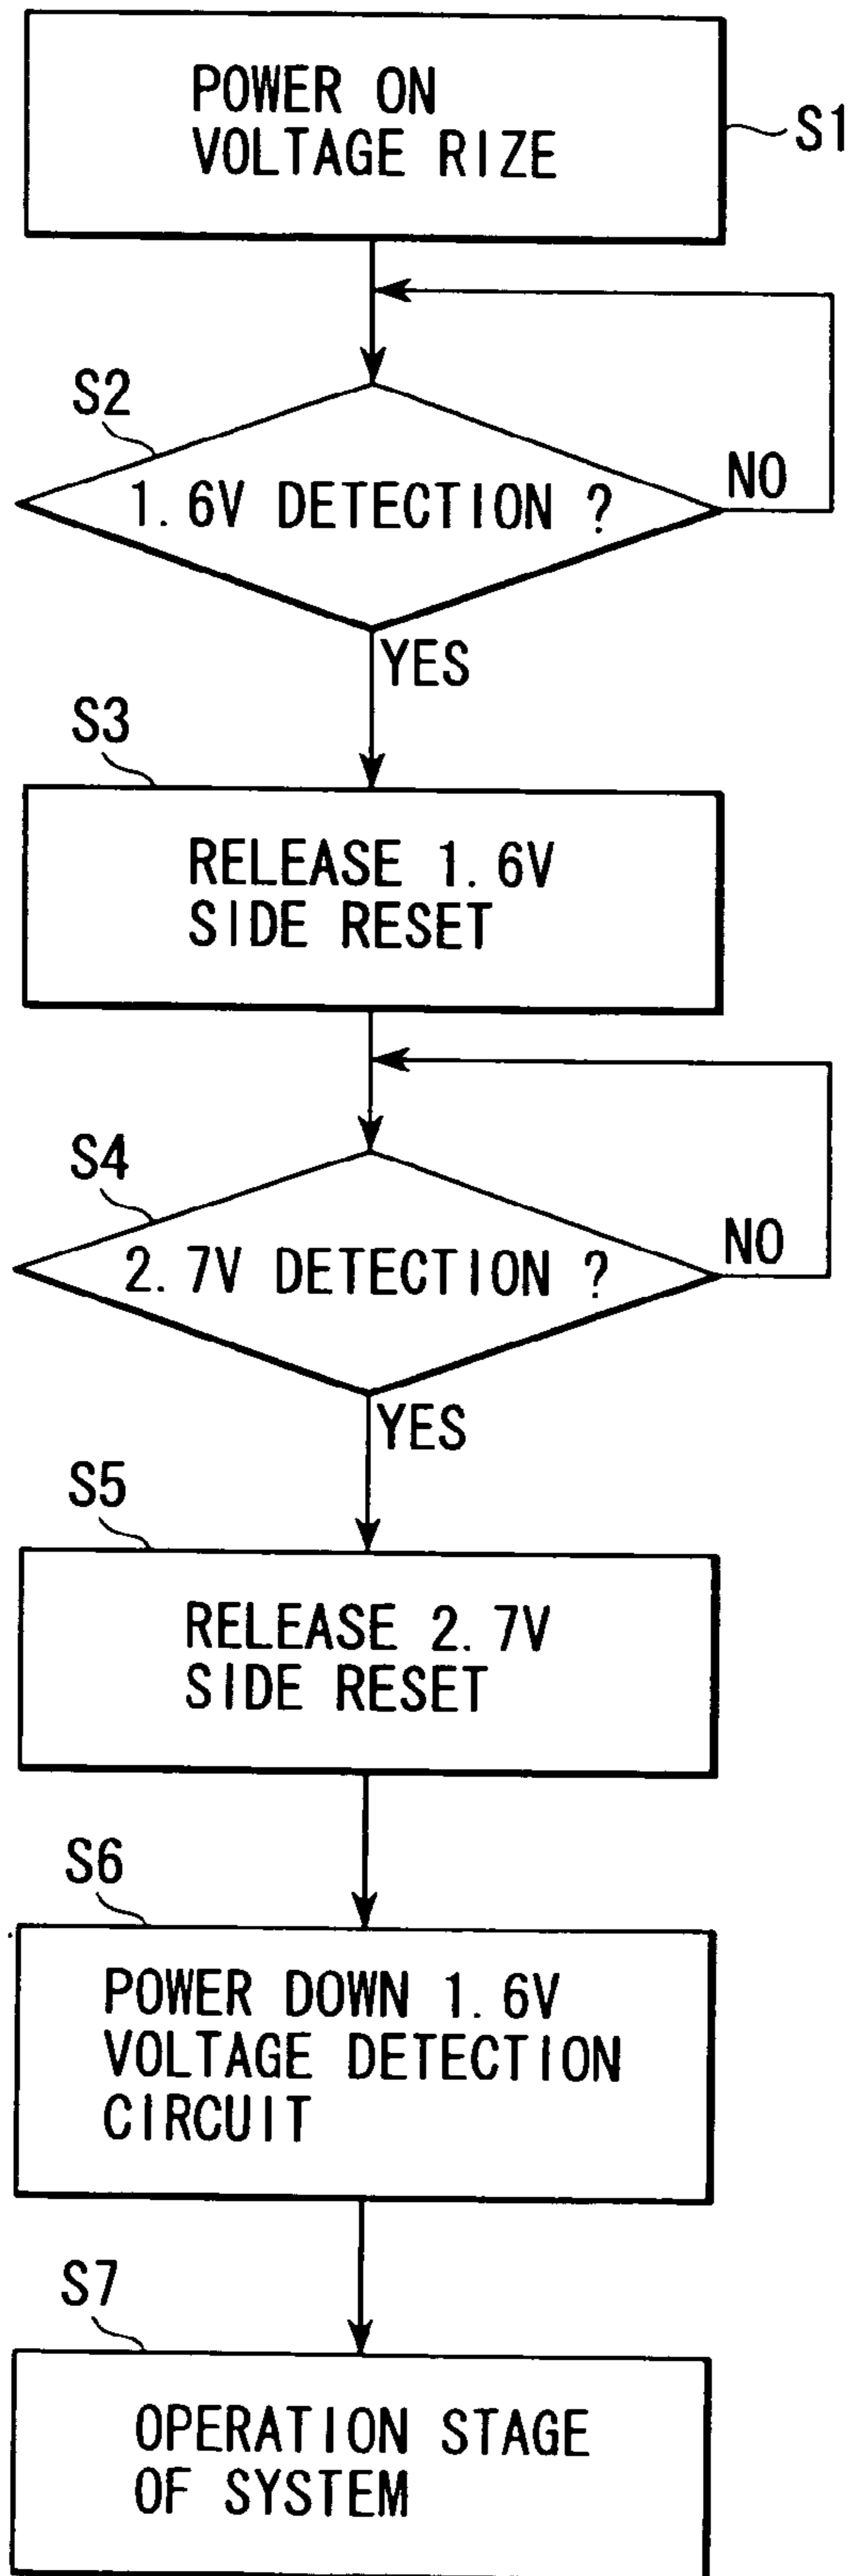 POWER ON
VOLTAGE RIZE
S1
S2
1.6V DETECTION ?
NO
YES
S3
RELEASE 1.6V
SIDE RESET
S4
2.7V DETECTION ?
NO
YES
S5
RELEASE 2.7V
SIDE RESET
S6
POWER DOWN 1.6V
VOLTAGE DETECTION
CIRCUIT
S7
OPERATION STAGE
OF SYSTEM